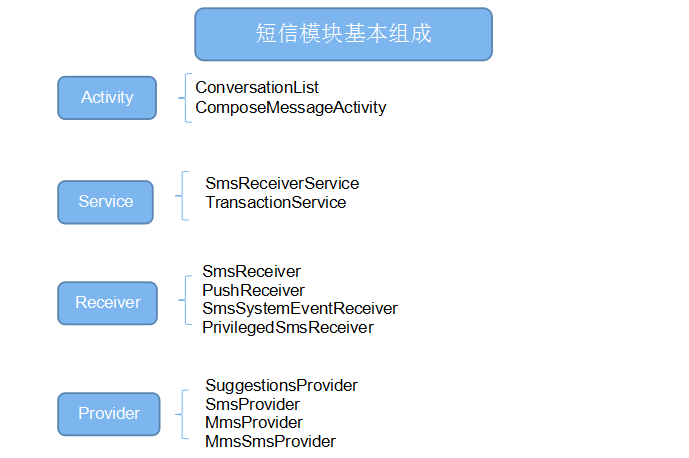 短信模块基本组成
Activity
ConversationList
ComposeMessageActivity
Service
SmsReceiverService
TransactionService
Receiver
SmsReceiver
PushReceiver
SmsSystemEventReceiver
PrivilegedSmsReceiver
Provider
SuggestionsProvider
SmsProvider
MmsProvider
MmsSmsProvider